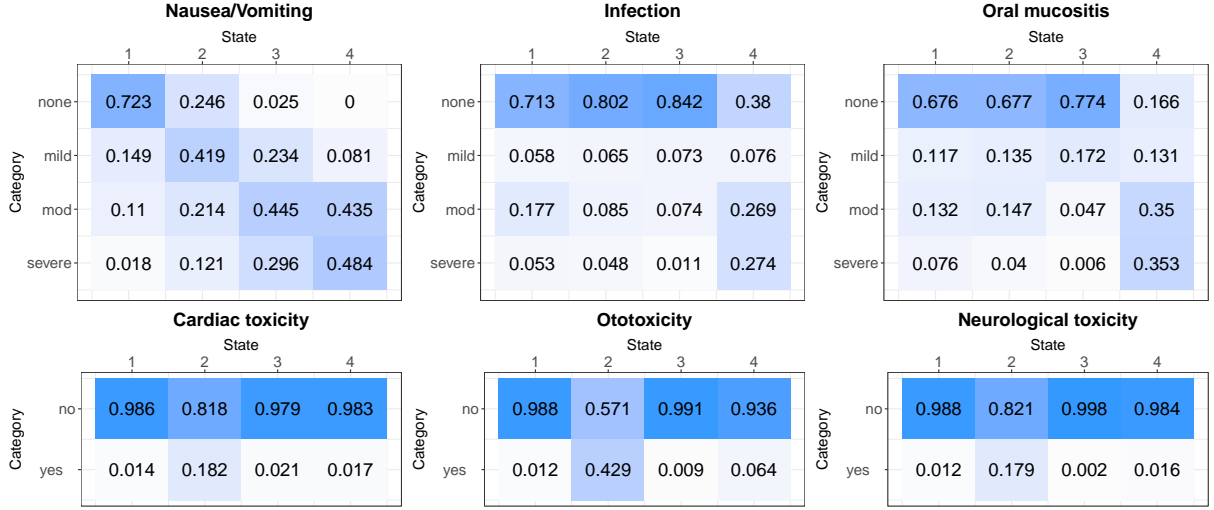 Nausea/Vomiting
State
1 2 3 4
Category
none 0.723 0.246 0.025 0
mild 0.149 0.419 0.234 0.081
mod 0.11 0.214 0.445 0.435
severe 0.018 0.121 0.296 0.484
Infection
State
1 2 3 4
Category
none 0.713 0.802 0.842 0.38
mild 0.058 0.065 0.073 0.076
mod 0.177 0.085 0.074 0.269
severe 0.053 0.048 0.011 0.274
Oral mucositis
State
1 2 3 4
Category
none 0.676 0.677 0.774 0.166
mild 0.117 0.135 0.172 0.131
mod 0.132 0.147 0.047 0.35
severe 0.076 0.04 0.006 0.353
Cardiac toxicity
State
1 2 3 4
Category
no 0.986 0.818 0.979 0.983
yes 0.014 0.182 0.021 0.017
Ototoxicity
State
1 2 3 4
Category
no 0.988 0.571 0.991 0.936
yes 0.012 0.429 0.009 0.064
Neurological toxicity
State
1 2 3 4
Category
no 0.988 0.821 0.998 0.984
yes 0.012 0.179 0.002 0.016